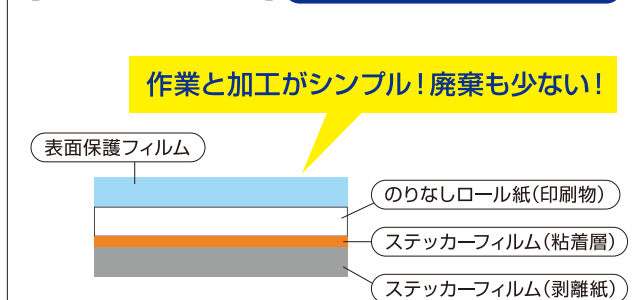 作業と加工がシンプル！廃棄も少ない！
表面保護フィルム
のりなしロール紙（印刷物）
ステッカーフィルム（粘着層）
ステッカーフィルム（剥離紙）